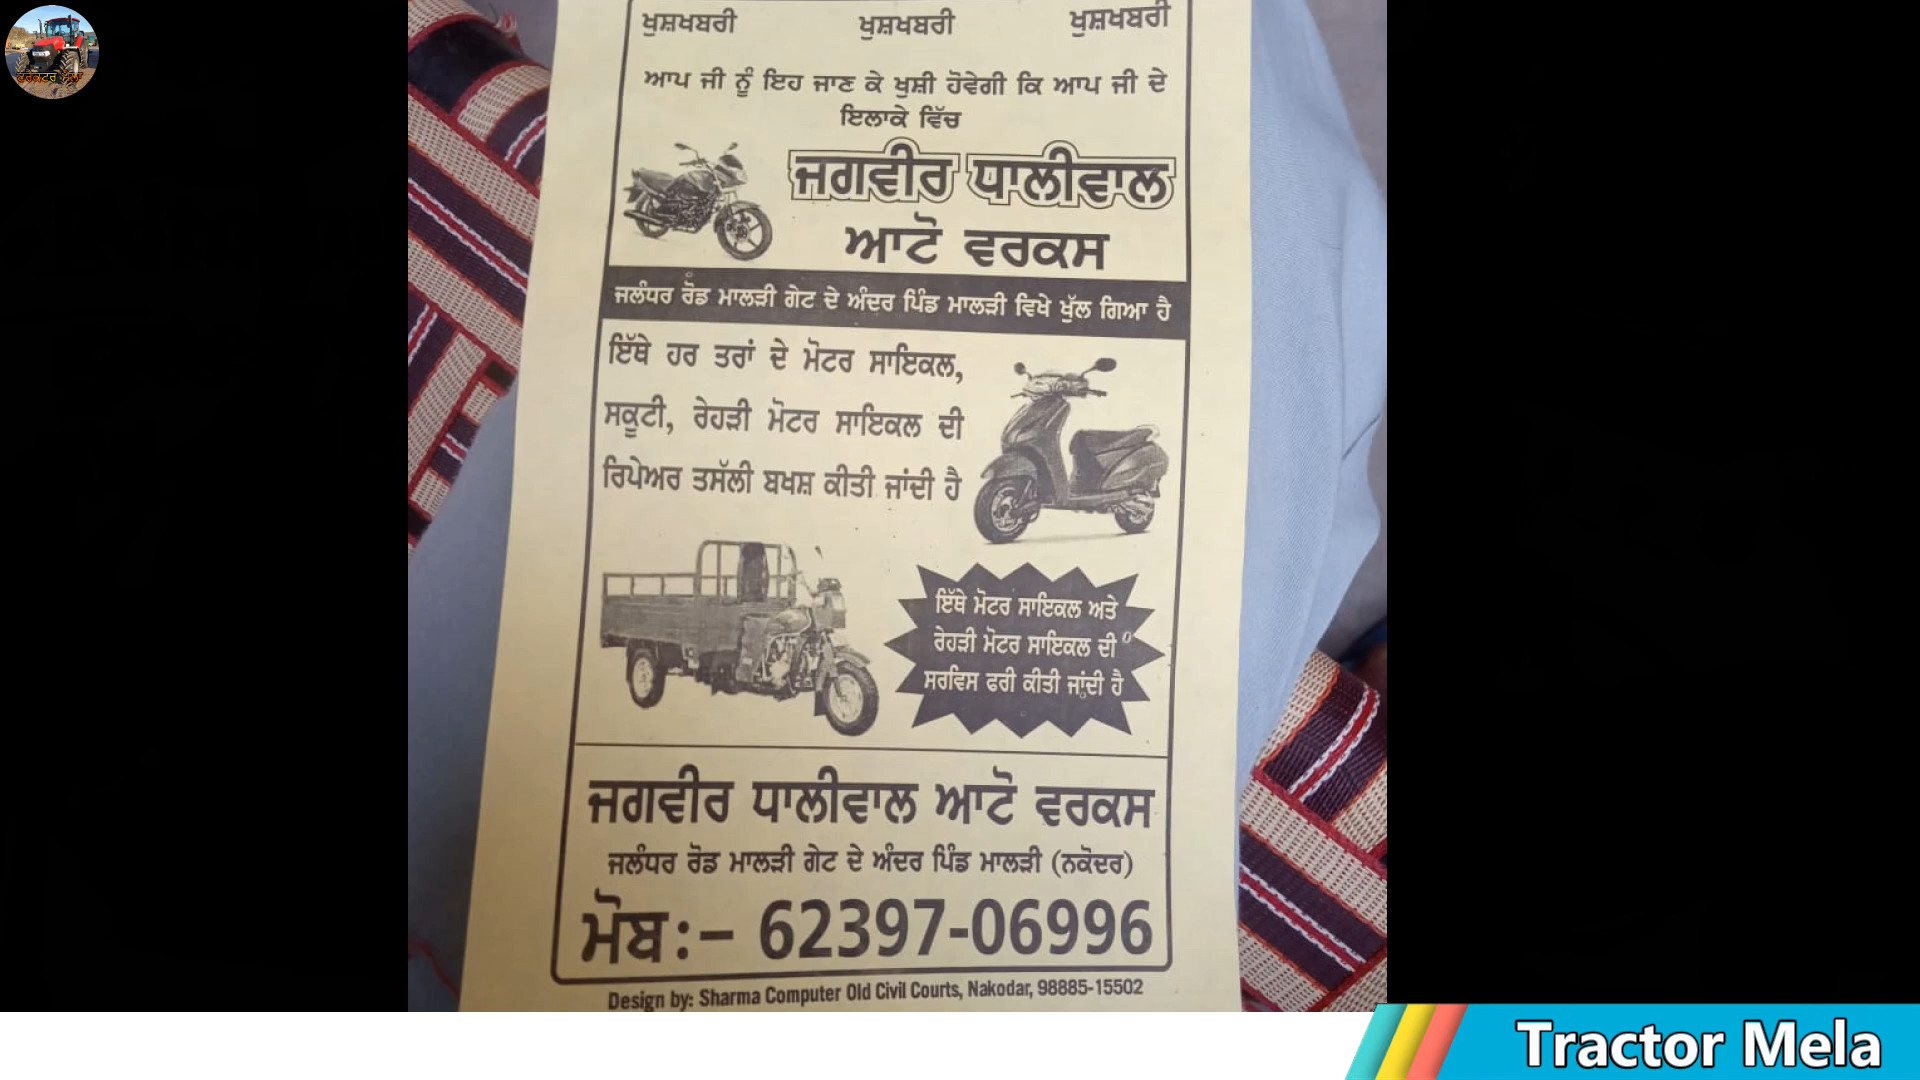 ਖੁਸ਼ਖਬਰੀ ਖੁਸ਼ਖਬਰੀ ਖੁਸ਼ਖਬਰੀ
ਆਪ ਜੀ ਨੂੰ ਇਹ ਜਾਣ ਕੇ ਖੁਸ਼ੀ ਹੋਵੇਗੀ ਕਿ ਆਪ ਜੀ ਦੇ
ਇਲਾਕੇ ਵਿੱਚ
ਜਗਵੀਰ ਧਾਲੀਵਾਲ
ਆਟੋ ਵਰਕਸ
ਜਲੰਧਰ ਰੋਡ ਮਾਲੜੀ ਗੇਟ ਦੇ ਅੰਦਰ ਪਿੰਡ ਮਾਲੜੀ ਵਿਖੇ ਖੁੱਲ ਗਿਆ ਹੈ
ਇੱਥੇ ਹਰ ਤਰਾਂ ਦੇ ਮੋਟਰ ਸਾਇਕਲ,
ਸਕੂਟੀ, ਰੇਹੜੀ ਮੋਟਰ ਸਾਇਕਲ ਦੀ
ਰਿਪੇਅਰ ਤਸੱਲੀ ਬਖਸ਼ ਕੀਤੀ ਜਾਂਦੀ ਹੈ
ਇੱਥੇ ਮੋਟਰ ਸਾਇਕਲ ਅਤੇ
ਰੇਹੜੀ ਮੋਟਰ ਸਾਇਕਲ ਦੀ
ਸਰਵਿਸ ਫਰੀ ਕੀਤੀ ਜਾਂਦੀ ਹੈ
ਜਗਵੀਰ ਧਾਲੀਵਾਲ ਆਟੋ ਵਰਕਸ
ਜਲੰਧਰ ਰੋਡ ਮਾਲੜੀ ਗੇਟ ਦੇ ਅੰਦਰ ਪਿੰਡ ਮਾਲੜੀ (ਨਕੋਦਰ)
ਮੋਬ:– 62397-06996
Design by: Sharma Computer Old Civil Courts, Nakodar, 98885-15502
ਟਰੈਕਟਰ ਮੇਲਾ
Tractor Mela